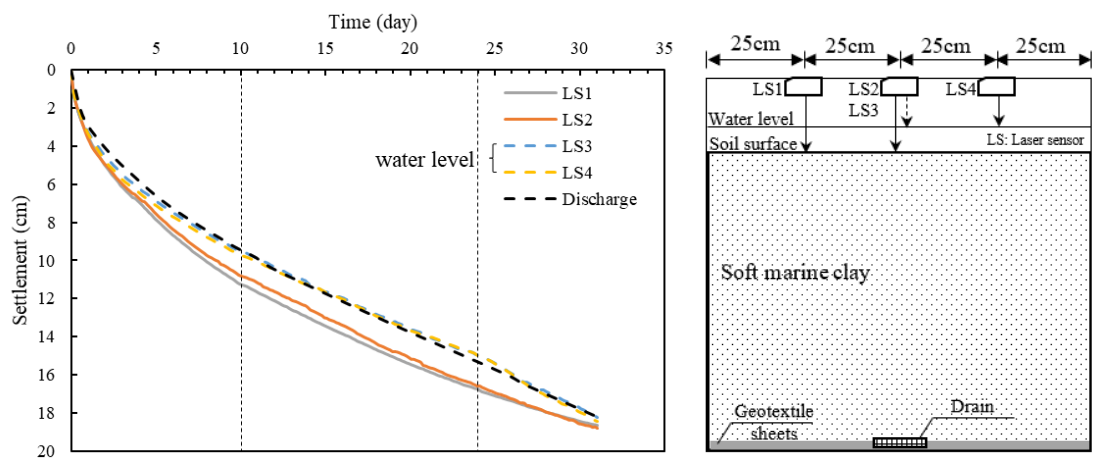 Time (day)
0 5 10 15 20 25 30 35
Settlement (cm)
0
2
4
6
8
10
12
14
16
18
20
LS1
LS2
LS3
LS4
Discharge
water level
25cm 25cm 25cm 25cm
LS1 LS2 LS4
LS3
Water level
Soil surface LS: Laser sensor
Soft marine clay
Geotextile
sheets
Drain